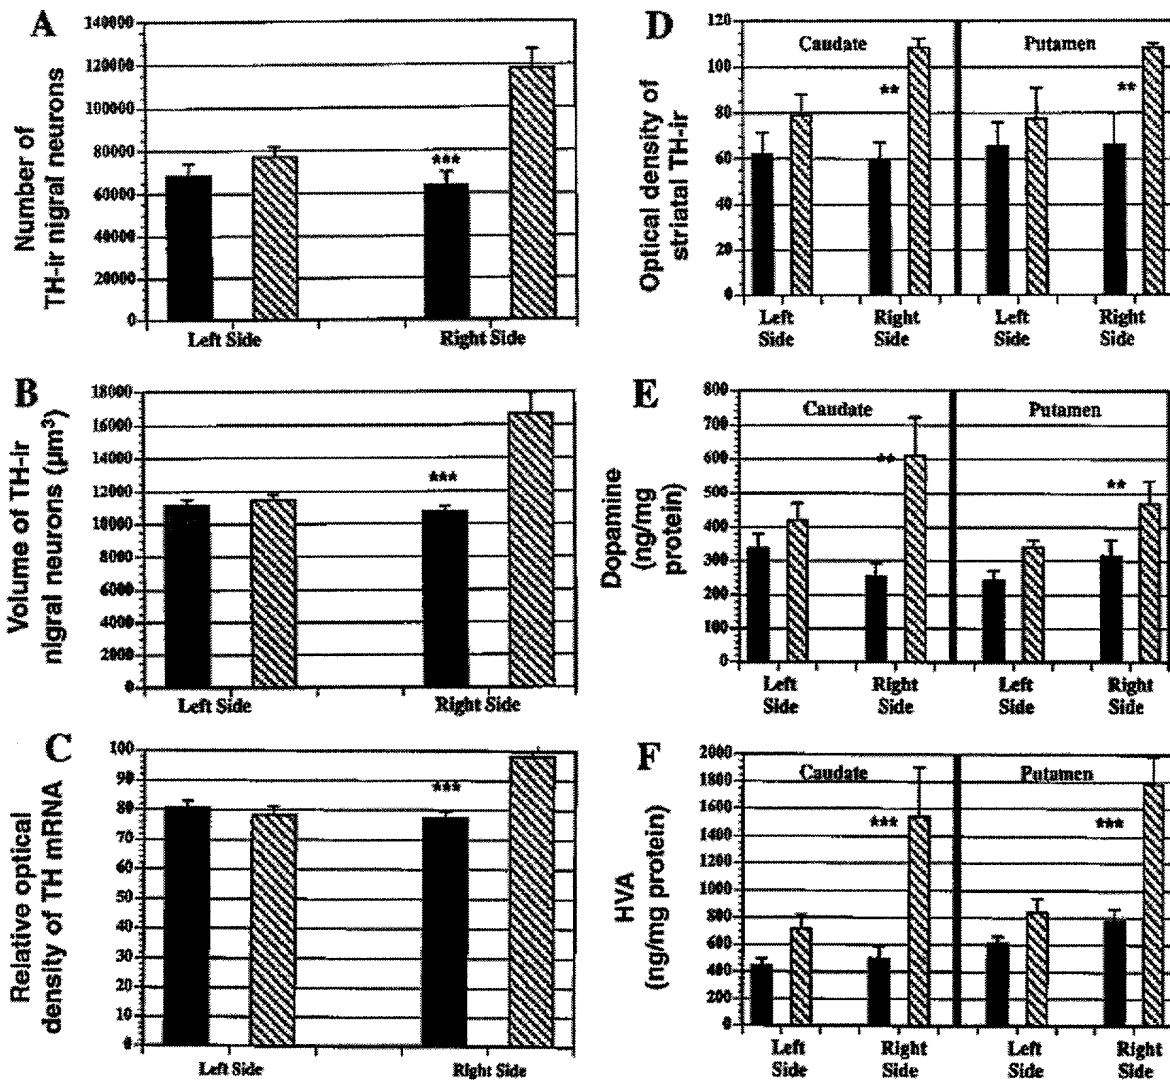 A
Number of
TH-ir nigral neurons
140000
120000
100000
80000
60000
40000
20000
0
***
Left Side
Right Side
B
Volume of TH-ir
nigral neurons (µm³)
18000
16000
14000
12000
10000
8000
6000
4000
2000
0
***
Left Side
Right Side
C
Relative optical
density of TH mRNA
100
90
80
70
60
50
40
30
20
10
0
***
Left Side
Right Side
D
Optical density of
striatal TH-ir
120
100
80
60
40
20
0
Caudate
Putamen
**
**
Left
Side
Right
Side
Left
Side
Right
Side
E
Dopamine
(ng/mg
protein)
800
700
600
500
400
300
200
100
0
Caudate
Putamen
**
**
Left
Side
Right
Side
Left
Side
Right
Side
F
HVA
(ng/mg protein)
2000
1800
1600
1400
1200
1000
800
600
400
200
0
Caudate
Putamen
***
***
Left
Side
Right
Side
Left
Side
Right
Side